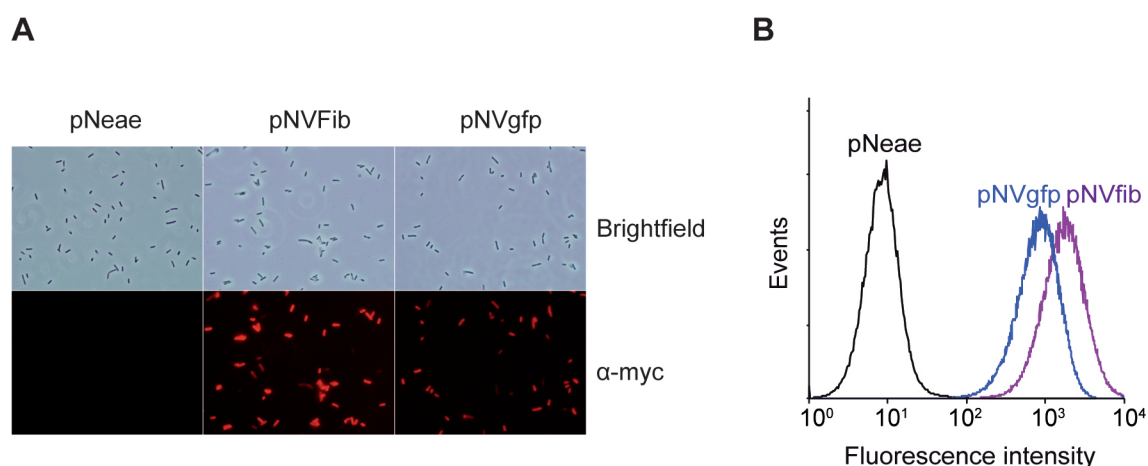 A
B
pNeae
pNVFib
pNVgfp
Brightfield
α-myc
pNeae
pNVgfp
pNVfib
Events
10⁰
10¹
10²
10³
10⁴
Fluorescence intensity